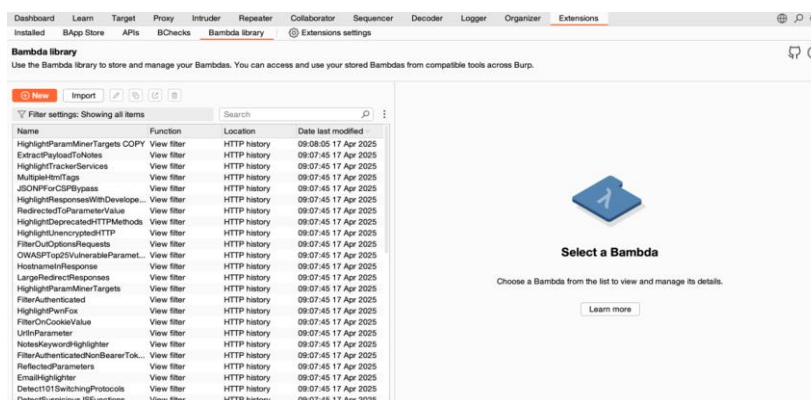 Dashboard Learn Target Proxy Intruder Repeater Collaborator Sequencer Decoder Logger Organizer Extensions
Installed BApp Store APIs BChecks Bambda library Extensions settings
Bambda library
Use the Bambda library to store and manage your Bambdas. You can access and use your stored Bambdas from compatible tools across Burp.
New Import
Filter settings: Showing all items Search
Name Function Location Date last modified
HighlightParamMinerTargets COPY View filter HTTP history 09:08:05 17 Apr 2025
ExtractPayloadToNotes View filter HTTP history 09:07:45 17 Apr 2025
HighlightTrackerServices View filter HTTP history 09:07:45 17 Apr 2025
MultipleHtmlTags View filter HTTP history 09:07:45 17 Apr 2025
JSONPForCSPBypass View filter HTTP history 09:07:45 17 Apr 2025
HighlightResponsesWithDevelope... View filter HTTP history 09:07:45 17 Apr 2025
RedirectedToParameterValue View filter HTTP history 09:07:45 17 Apr 2025
HighlightDeprecatedHTTPMethods View filter HTTP history 09:07:45 17 Apr 2025
HighlightUnencryptedHTTP View filter HTTP history 09:07:45 17 Apr 2025
FilterOutOptionsRequests View filter HTTP history 09:07:45 17 Apr 2025
OWASPTop25VulnerableParamet... View filter HTTP history 09:07:45 17 Apr 2025
HostnameInResponse View filter HTTP history 09:07:45 17 Apr 2025
LargeRedirectResponses View filter HTTP history 09:07:45 17 Apr 2025
HighlightParamMinerTargets View filter HTTP history 09:07:45 17 Apr 2025
FilterAuthenticated View filter HTTP history 09:07:45 17 Apr 2025
HighlightPwnFox View filter HTTP history 09:07:45 17 Apr 2025
FilterOnCookieValue View filter HTTP history 09:07:45 17 Apr 2025
UrlInParameter View filter HTTP history 09:07:45 17 Apr 2025
NotesKeywordHighlighter View filter HTTP history 09:07:45 17 Apr 2025
FilterAuthenticatedNonBearerTok... View filter HTTP history 09:07:45 17 Apr 2025
ReflectedParameters View filter HTTP history 09:07:45 17 Apr 2025
EmailHighlighter View filter HTTP history 09:07:45 17 Apr 2025
Detect101SwitchingProtocols View filter HTTP history 09:07:45 17 Apr 2025
DetectSuspiciousJSFunctions View filter HTTP history 09:07:45 17 Apr 2025
λ
Select a Bambda
Choose a Bambda from the list to view and manage its details.
Learn more